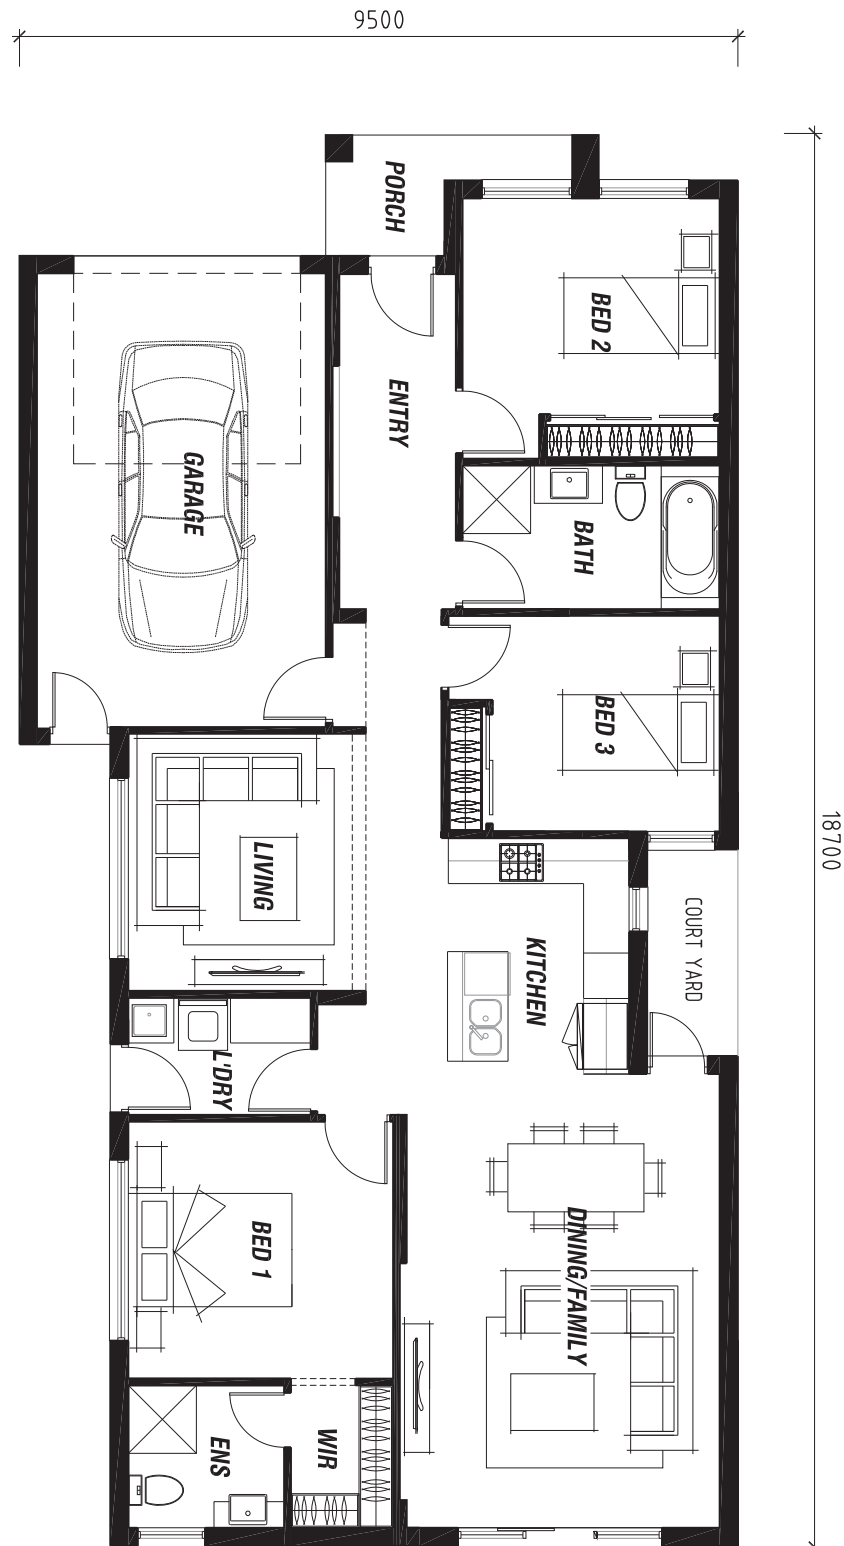 9500
PORCH
BED 2
ENTRY
GARAGE
BATH
BED 3
18700
LIVING
COURT YARD
KITCHEN
L'DRY
BED 1
DINING/FAMILY
WIR
ENS